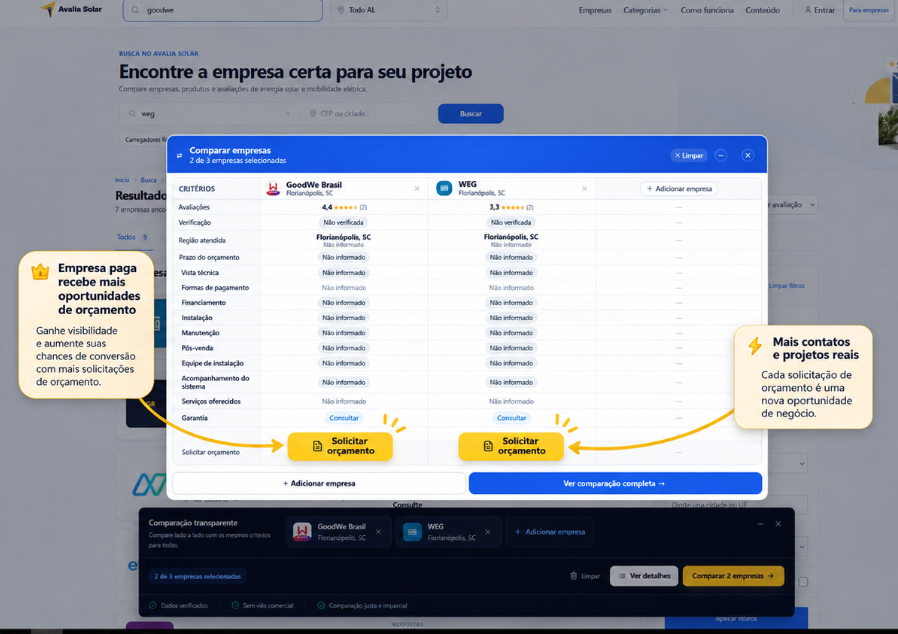 Avalia Solar
goodwe
Todo AL
Empresas
Categorias
Como funciona
Conteúdo
Entrar
Para empresas
BUSCA NO AVALIA SOLAR
Encontre a empresa certa para seu projeto
Compare empresas, produtos e avaliações de energia solar e mobilidade elétrica.
weg
CEP ou cidade...
Buscar
Carregadores
Comparar empresas
2 de 3 empresas selecionadas
Limpar
Início
Busca
Resultado
7 empresas
Todos 9
avaliação
Limpar filtros
CRITÉRIOS
GoodWe Brasil
Florianópolis, SC
WEG
Florianópolis, SC
+ Adicionar empresa
Avaliações 4,4 ★★★★★ (2) 3,3 ★★★★★ (2) —
Verificação Não verificada Não verificada —
Região atendida Florianópolis, SC Florianópolis, SC —
Não informado Não informado
Prazo do orçamento Não informado Não informado —
Vista técnica Não informado Não informado —
Formas de pagamento Não informado Não informado —
Financiamento Não informado Não informado —
Instalação Não informado Não informado —
Manutenção Não informado Não informado —
Pós-venda Não informado Não informado —
Equipe de instalação Não informado Não informado —
Acompanhamento do
sistema Não informado Não informado —
Serviços oferecidos Não informado Não informado —
Garantia Consultar Consultar —
Solicitar orçamento
Solicitar
orçamento
Solicitar
orçamento
—
+ Adicionar empresa
Ver comparação completa →
Empresa paga
recebe mais
oportunidades
de orçamento
Ganhe visibilidade
e aumente suas
chances de conversão
com mais solicitações
de orçamento.
Mais contatos
e projetos reais
Cada solicitação de
orçamento é uma
nova oportunidade
de negócio.
Consulte
Digite uma cidade ou UF
Comparação transparente
Compare lado a lado com os mesmos critérios
para todas.
GoodWe Brasil
Florianópolis, SC
WEG
Florianópolis, SC
+ Adicionar empresa
2 de 3 empresas selecionadas
Limpar
Ver detalhes
Comparar 2 empresas →
Dados verificados
Sem viés comercial
Comparação justa e imparcial
RESPOSTAS
Aplicar filtros